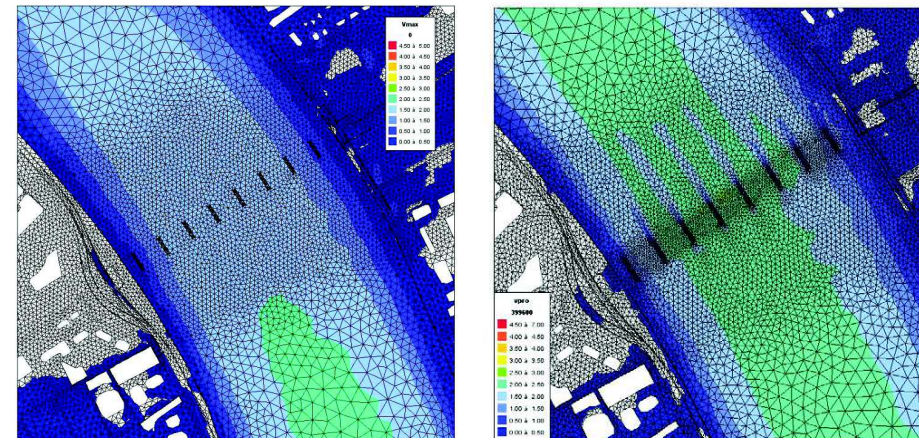 Vmax
0
4.50 à 5.00
4.00 à 4.50
3.50 à 4.00
3.00 à 3.50
2.50 à 3.00
2.00 à 2.50
1.50 à 2.00
1.00 à 1.50
0.50 à 1.00
0.00 à 0.50
vpro
399600
4.50 à 7.00
4.00 à 4.50
3.50 à 4.00
3.00 à 3.50
2.50 à 3.00
2.00 à 2.50
1.50 à 2.00
1.00 à 1.50
0.50 à 1.00
0.00 à 0.50